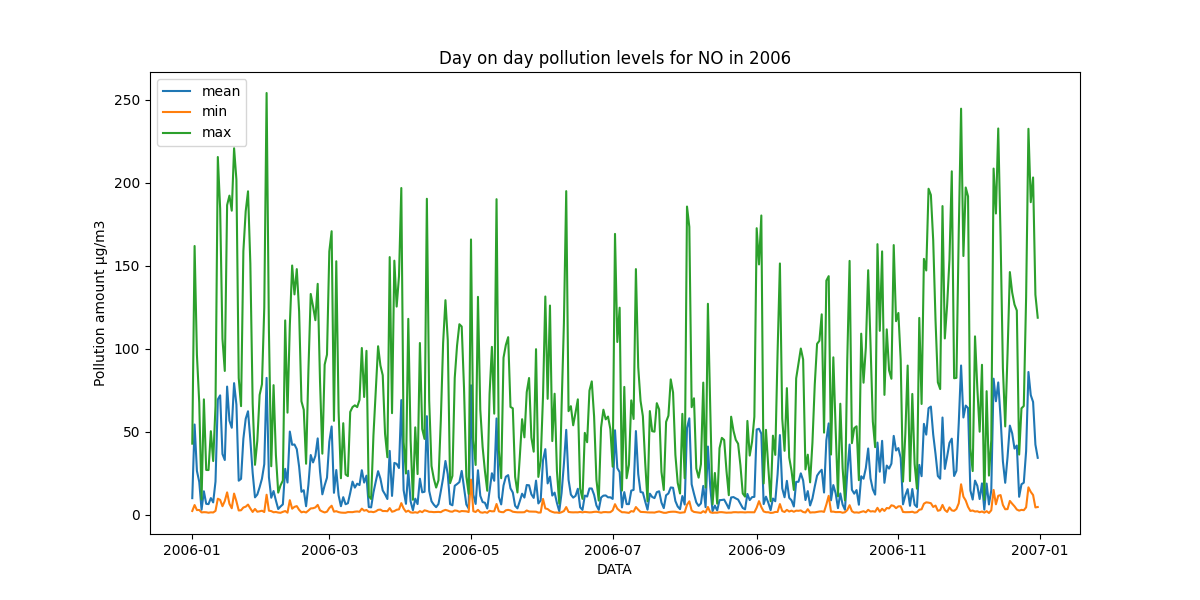 Day on day pollution levels for NO in 2006
mean
min
max
Pollution amount µg/m3
250
200
150
100
50
0
2006-01
2006-03
2006-05
2006-07
2006-09
2006-11
2007-01
DATA